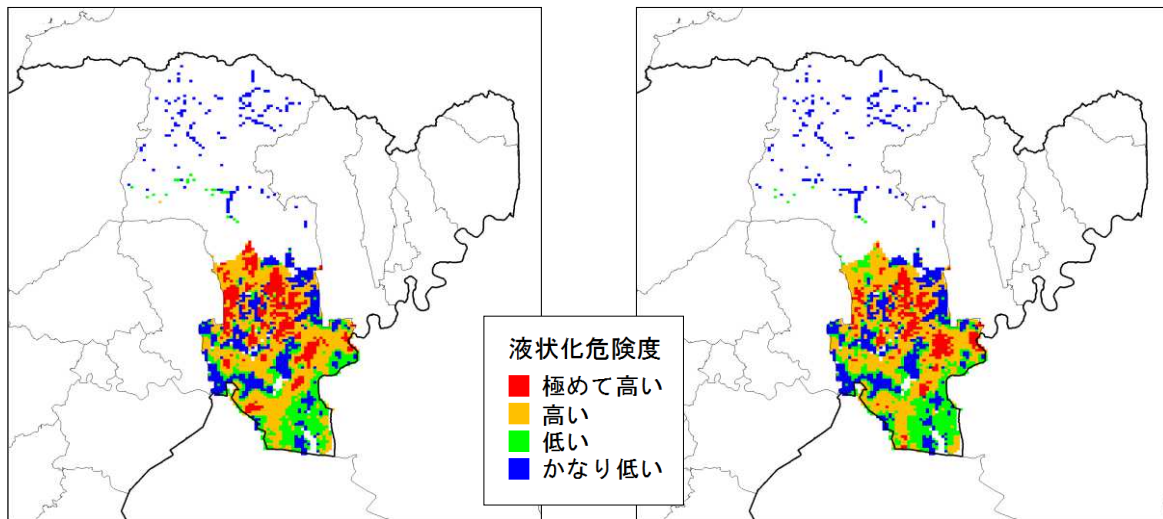 液状化危険度
極めて高い
高い
低い
かなり低い